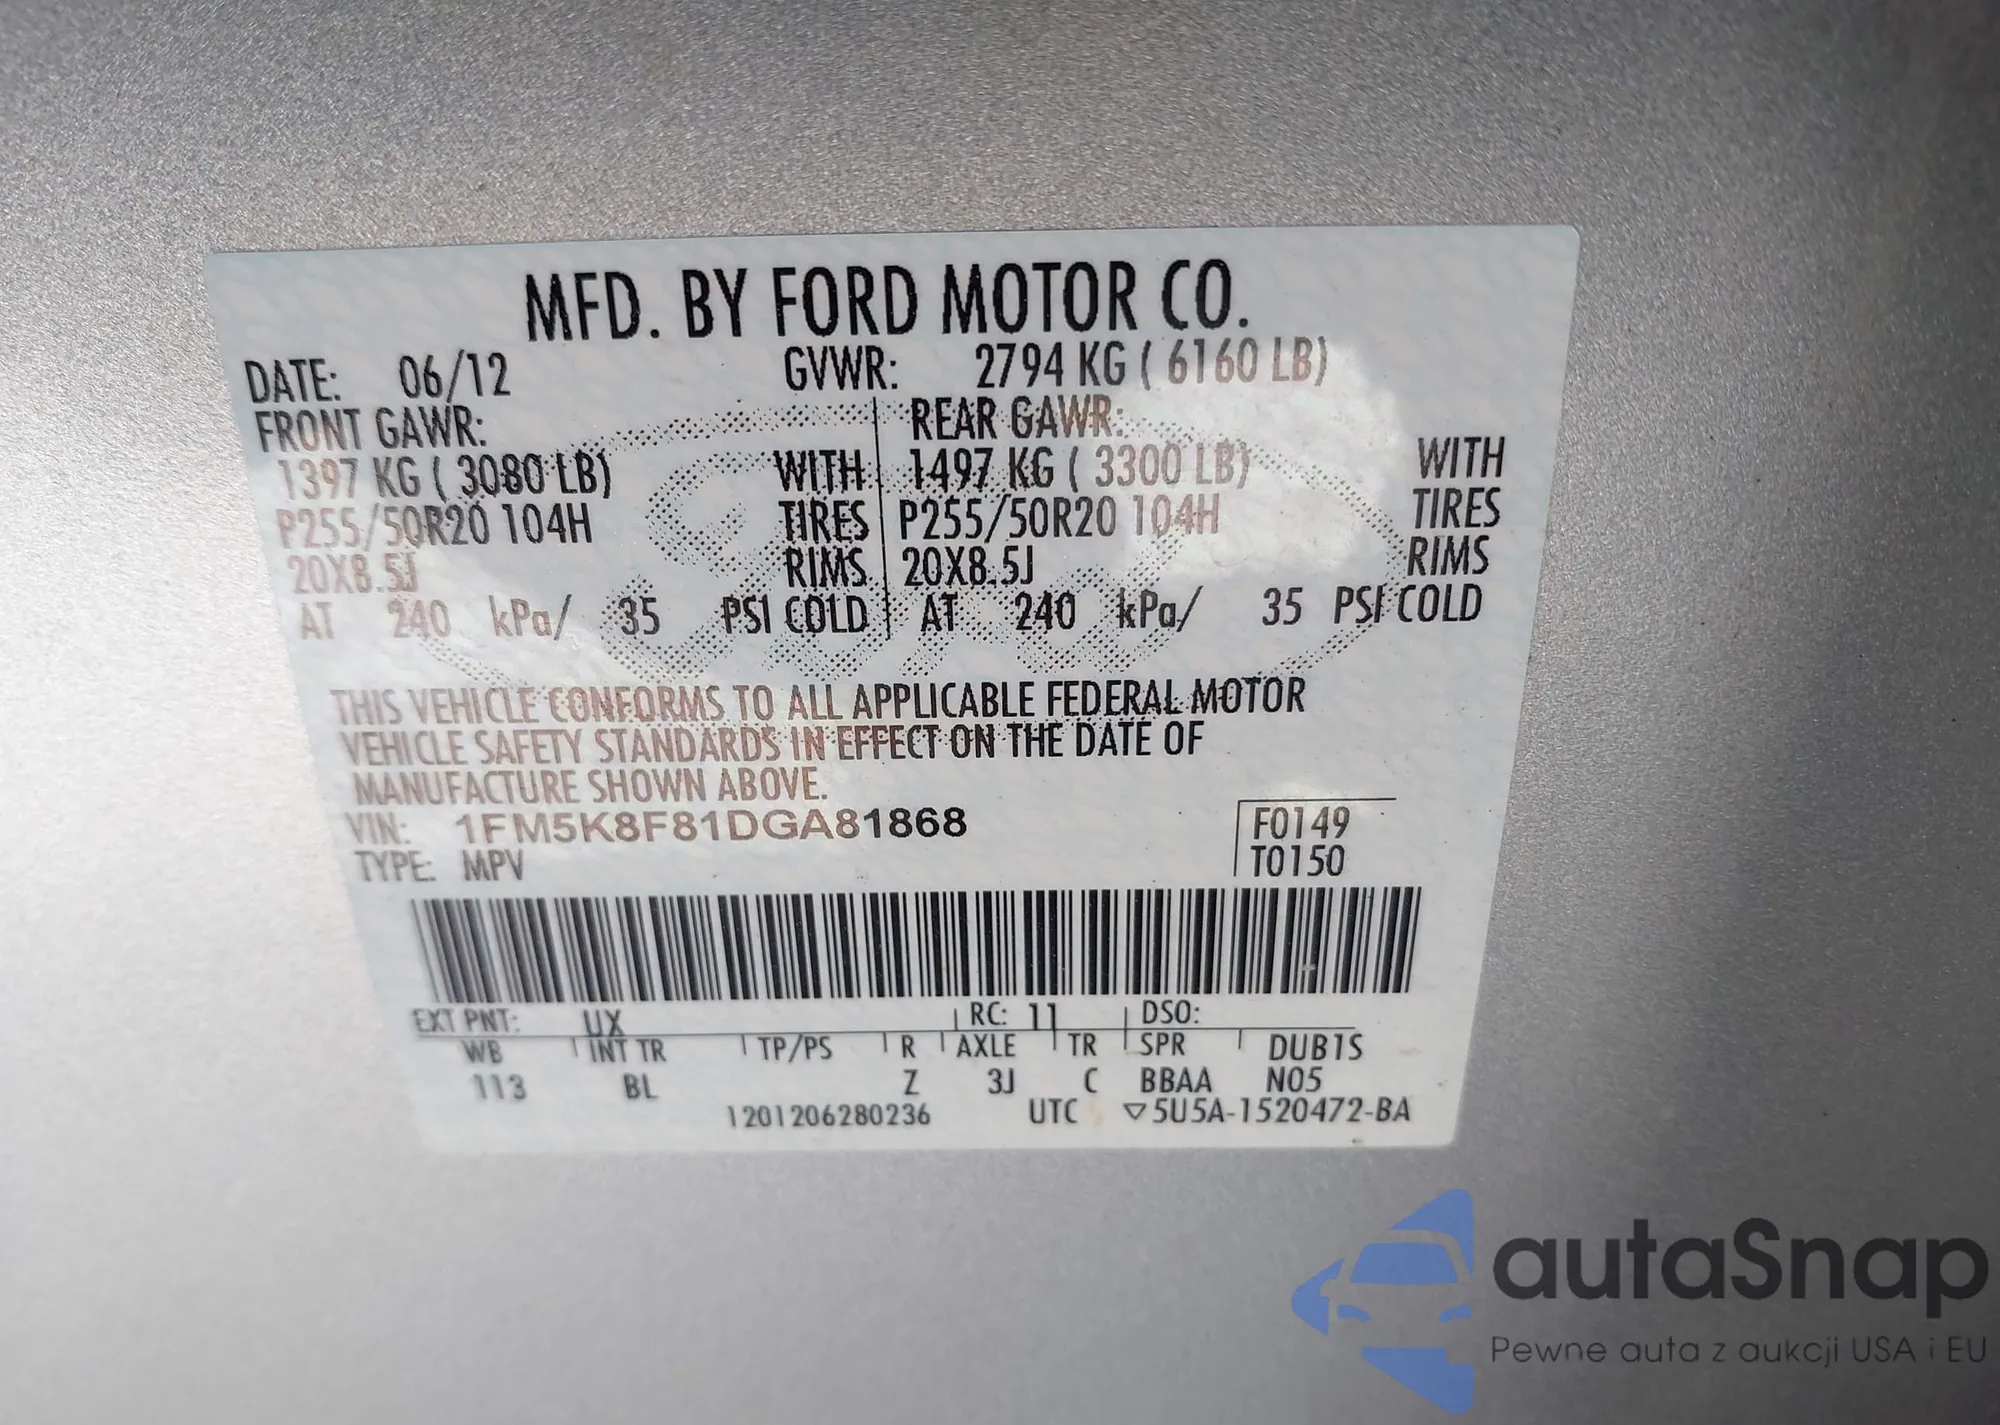 MFD. BY FORD MOTOR CO.
DATE: 06/12 GVWR: 2794 KG ( 6160 LB)
FRONT GAWR: REAR GAWR:
1397 KG ( 3080 LB) WITH 1497 KG ( 3300 LB) WITH
P255/50R20 104H TIRES P255/50R20 104H TIRES
20X8.5J RIMS 20X8.5J RIMS
AT 240 kPa/ 35 PSI COLD AT 240 kPa/ 35 PSI COLD
THIS VEHICLE CONFORMS TO ALL APPLICABLE FEDERAL MOTOR
VEHICLE SAFETY STANDARDS IN EFFECT ON THE DATE OF
MANUFACTURE SHOWN ABOVE.
VIN: 1FM5K8F81DGA81868 F0149
TYPE: MPV T0150
EXT PNT: UX RC: 11 DSO:
WB INT TR TP/PS R AXLE TR SPR DUB1S
113 BL Z 3J C BBAA N05
1201206280236 UTC ▽5U5A-1520472-BA
autaSnap
Pewne auta z aukcji USA i EU